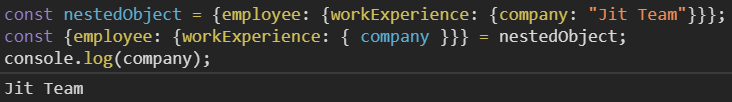 const nestedObject = {employee: {workExperience: {company: "Jit Team"}}};
const {employee: {workExperience: { company }}} = nestedObject;
console.log(company);
Jit Team